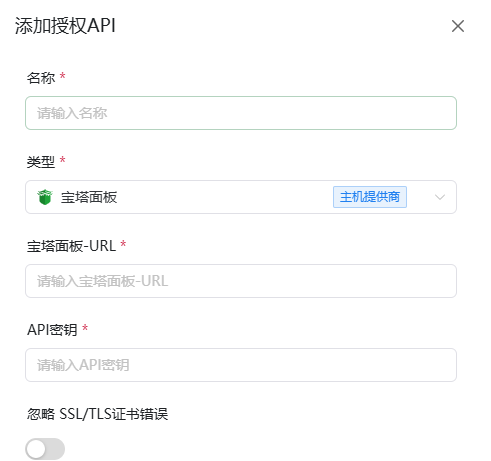 添加授权API
名称 *
请输入名称
类型 *
宝塔面板 主机提供商
宝塔面板-URL *
请输入宝塔面板-URL
API密钥 *
请输入API密钥
忽略 SSL/TLS证书错误